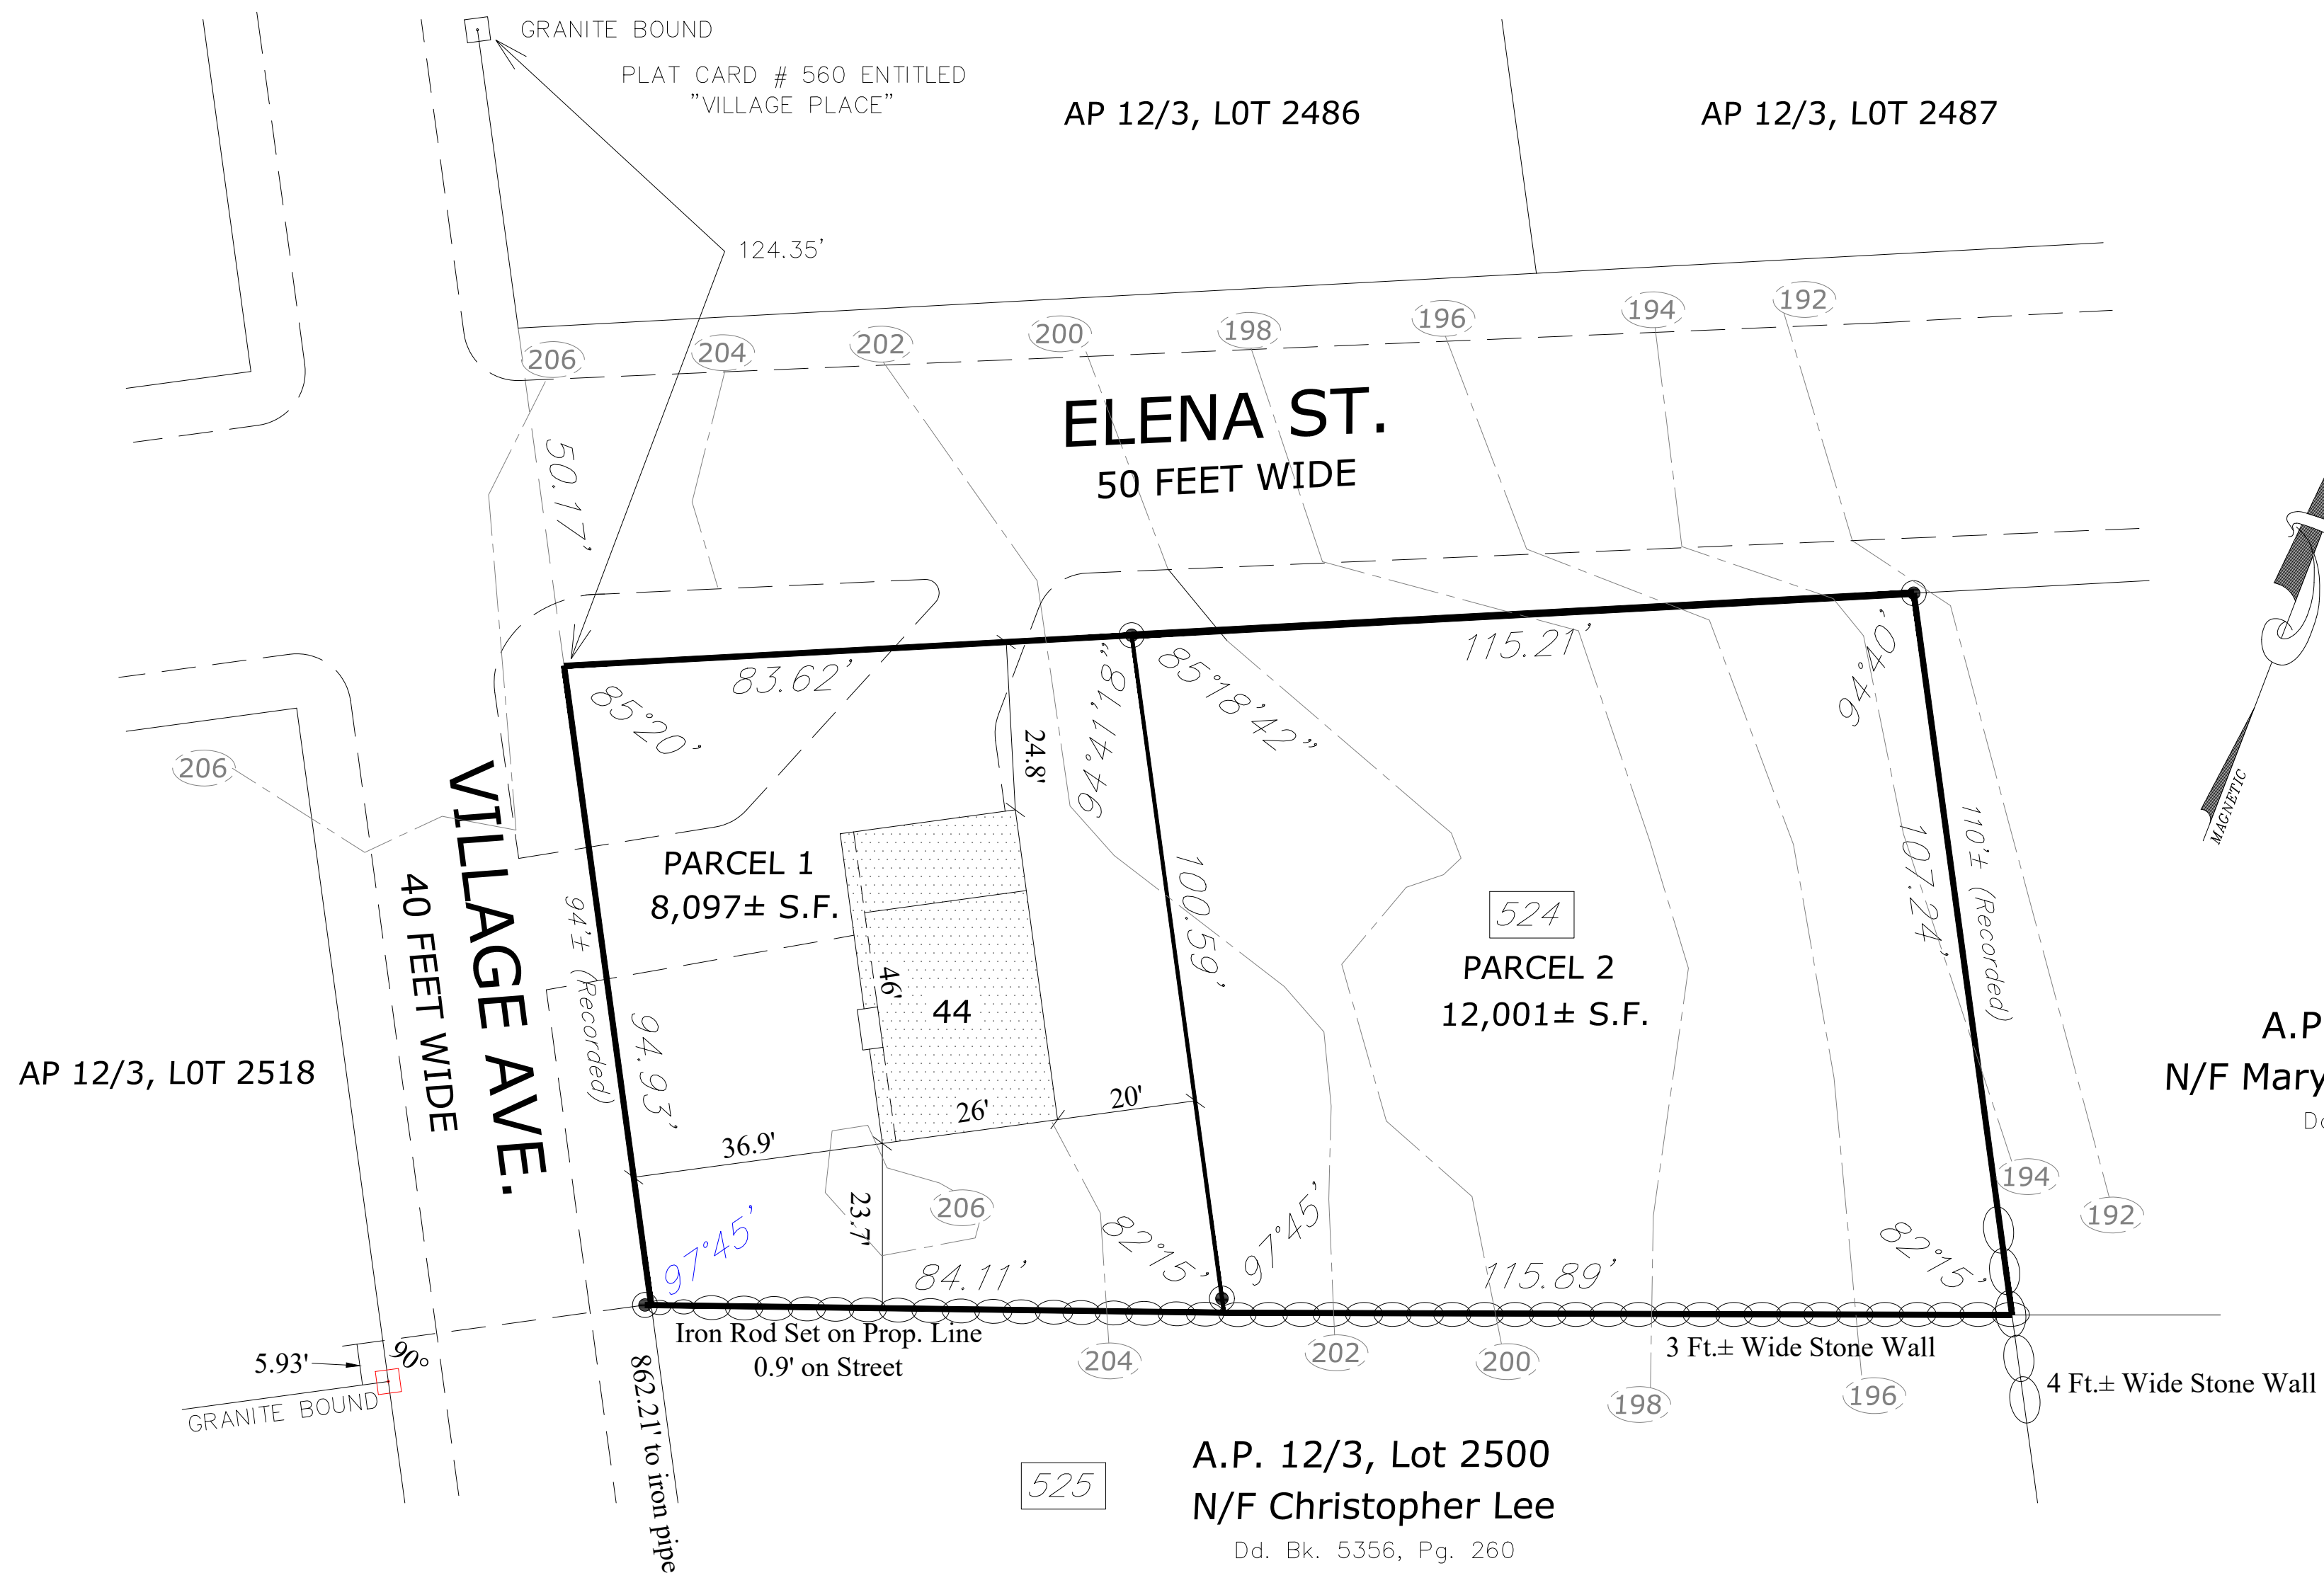 GRANITE BOUND
PLAT CARD # 560 ENTITLED
"VILLAGE PLACE"
AP 12/3, LOT 2486
AP 12/3, LOT 2487
124.35'
206
204
202
200
198
196
194
192
ELENA ST.
50 FEET WIDE
50.17'
83.62'
115.21'
85°20'
94°41'18"
85°18'42"
94°40'
24.8'
206
VILLAGE AVE.
40 FEET WIDE
MAGNETIC
PARCEL 1
8,097± S.F.
94'± (Recorded)
94.93'
46'
44
100.59'
524
PARCEL 2
12,001± S.F.
107.24'
110'± (Recorded)
AP 12/3, LOT 2518
A.P
N/F Mary
36.9'
26'
20'
23.7'
206
194
192
97°45'
84.11'
82°15'
97°45'
115.89'
82°15'
Iron Rod Set on Prop. Line
0.9' on Street
3 Ft.± Wide Stone Wall
4 Ft.± Wide Stone Wall
204
202
200
198
196
5.93'
90°
GRANITE BOUND
862.21' to iron pipe
525
A.P. 12/3, Lot 2500
N/F Christopher Lee
Dd. Bk. 5356, Pg. 260